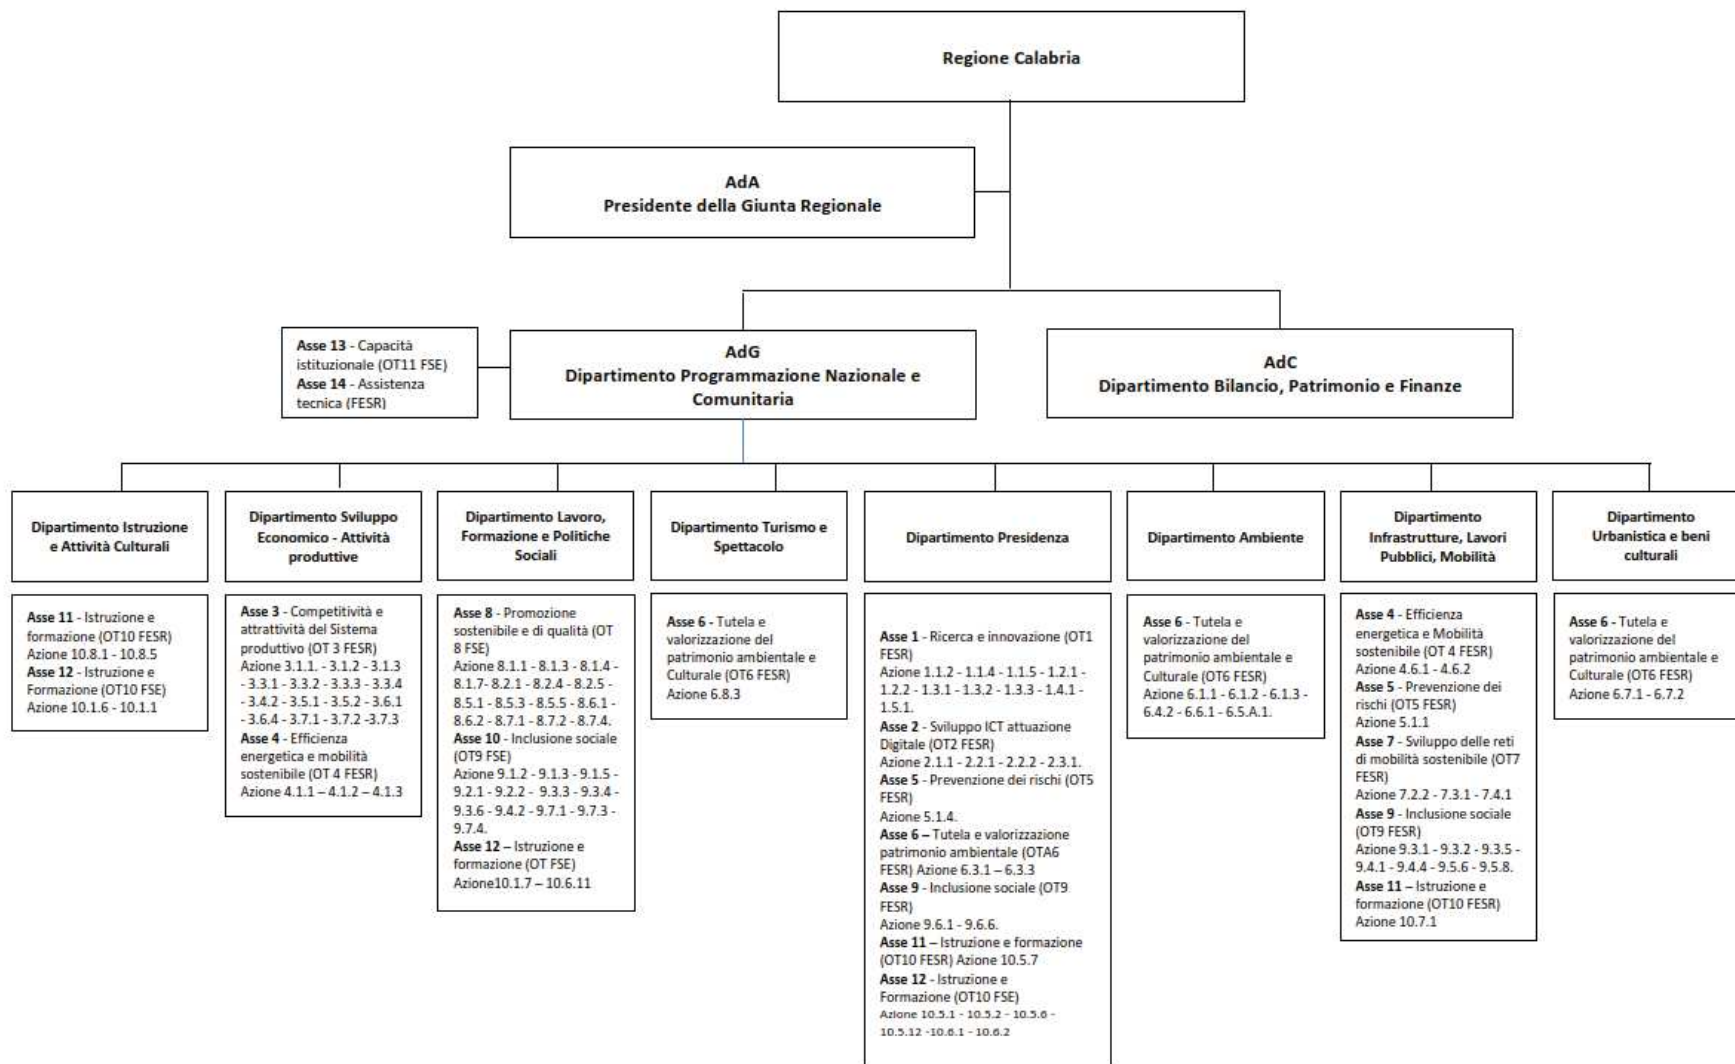 Regione Calabria
AdA
Presidente della Giunta Regionale
Asse 13 - Capacità
istituzionale (OT11 FSE)
Asse 14 - Assistenza
tecnica (FESR)
AdG
Dipartimento Programmazione Nazionale e
Comunitaria
AdC
Dipartimento Bilancio, Patrimonio e Finanze
Dipartimento Istruzione
e Attività Culturali
Dipartimento Sviluppo
Economico - Attività
produttive
Dipartimento Lavoro,
Formazione e Politiche
Sociali
Dipartimento Turismo e
Spettacolo
Dipartimento Presidenza
Dipartimento Ambiente
Dipartimento
Infrastrutture, Lavori
Pubblici, Mobilità
Dipartimento
Urbanistica e beni
culturali
Asse 11 - Istruzione e
formazione (OT10 FESR)
Azione 10.8.1 - 10.8.5
Asse 12 - Istruzione e
Formazione (OT10 FSE)
Azione 10.1.6 - 10.1.1
Asse 3 - Competitività e
attrattività del Sistema
produttivo (OT 3 FESR)
Azione 3.1.1. - 3.1.2 - 3.1.3
- 3.3.1 - 3.3.2 - 3.3.3 - 3.3.4
- 3.4.2 - 3.5.1 - 3.5.2 - 3.6.1
- 3.6.4 - 3.7.1 - 3.7.2 -3.7.3
Asse 4 - Efficienza
energetica e mobilità
sostenibile (OT 4 FESR)
Azione 4.1.1 – 4.1.2 – 4.1.3
Asse 8 - Promozione
sostenibile e di qualità (OT
8 FSE)
Azione 8.1.1 - 8.1.3 - 8.1.4 -
8.1.7- 8.2.1 - 8.2.4 - 8.2.5 -
8.5.1 - 8.5.3 - 8.5.5 - 8.6.1 -
8.6.2 - 8.7.1 - 8.7.2 - 8.7.4.
Asse 10 - Inclusione sociale
(OT9 FSE)
Azione 9.1.2 - 9.1.3 - 9.1.5 -
9.2.1 - 9.2.2 - 9.3.3 - 9.3.4 -
9.3.6 - 9.4.2 - 9.7.1 - 9.7.3 -
9.7.4.
Asse 12 – Istruzione e
formazione (OT FSE)
Azione10.1.7 – 10.6.11
Asse 6 - Tutela e
valorizzazione del
patrimonio ambientale e
Culturale (OT6 FESR)
Azione 6.8.3
Asse 1 - Ricerca e innovazione (OT1
FESR)
Azione 1.1.2 - 1.1.4 - 1.1.5 - 1.2.1 -
1.2.2 - 1.3.1 - 1.3.2 - 1.3.3 - 1.4.1 -
1.5.1.
Asse 2 - Sviluppo ICT attuazione
Digitale (OT2 FESR)
Azione 2.1.1 - 2.2.1 - 2.2.2 - 2.3.1.
Asse 5 - Prevenzione dei rischi (OT5
FESR)
Azione 5.1.4.
Asse 6 – Tutela e valorizzazione
patrimonio ambientale (OTA6
FESR) Azione 6.3.1 – 6.3.3
Asse 9 - Inclusione sociale (OT9
FESR)
Azione 9.6.1 - 9.6.6.
Asse 11 – Istruzione e formazione
(OT10 FESR) Azione 10.5.7
Asse 12 - Istruzione e
Formazione (OT10 FSE)
Azione 10.5.1 - 10.5.2 - 10.5.6 -
10.5.12 -10.6.1 - 10.6.2
Asse 6 - Tutela e
valorizzazione del
patrimonio ambientale e
Culturale (OT6 FESR)
Azione 6.1.1 - 6.1.2 - 6.1.3 -
6.4.2 - 6.6.1 - 6.5.A.1.
Asse 4 - Efficienza
energetica e Mobilità
sostenibile (OT 4 FESR)
Azione 4.6.1 - 4.6.2
Asse 5 - Prevenzione dei
rischi (OT5 FESR)
Azione 5.1.1
Asse 7 - Sviluppo delle reti
di mobilità sostenibile (OT7
FESR)
Azione 7.2.2 - 7.3.1 - 7.4.1
Asse 9 - Inclusione sociale
(OT9 FESR)
Azione 9.3.1 - 9.3.2 - 9.3.5 -
9.4.1 - 9.4.4 - 9.5.6 - 9.5.8.
Asse 11 – Istruzione e
formazione (OT10 FESR)
Azione 10.7.1
Asse 6 - Tutela e
valorizzazione del
patrimonio ambientale e
Culturale (OT6 FESR)
Azione 6.7.1 - 6.7.2